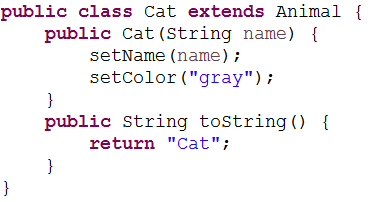 public class Cat extends Animal {
    public Cat(String name) {
        setName(name);
        setColor("gray");
    }
    public String toString() {
        return "Cat";
    }
}